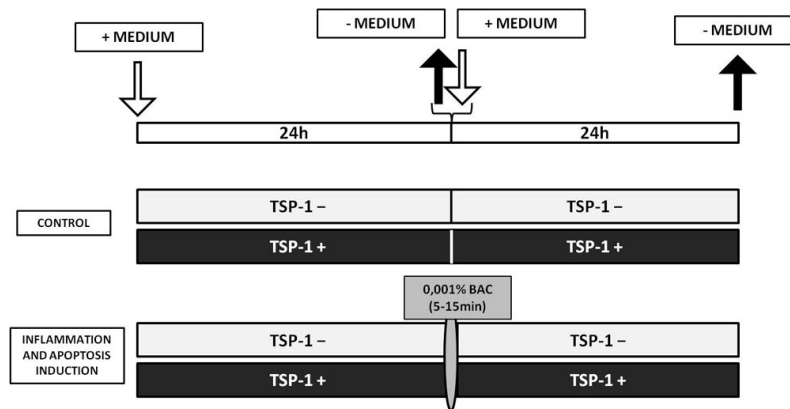 + MEDIUM
- MEDIUM
+ MEDIUM
- MEDIUM
24h
24h
CONTROL
TSP-1 –
TSP-1 –
TSP-1 +
TSP-1 +
0,001% BAC
(5-15min)
INFLAMMATION
AND APOPTOSIS
INDUCTION
TSP-1 –
TSP-1 –
TSP-1 +
TSP-1 +